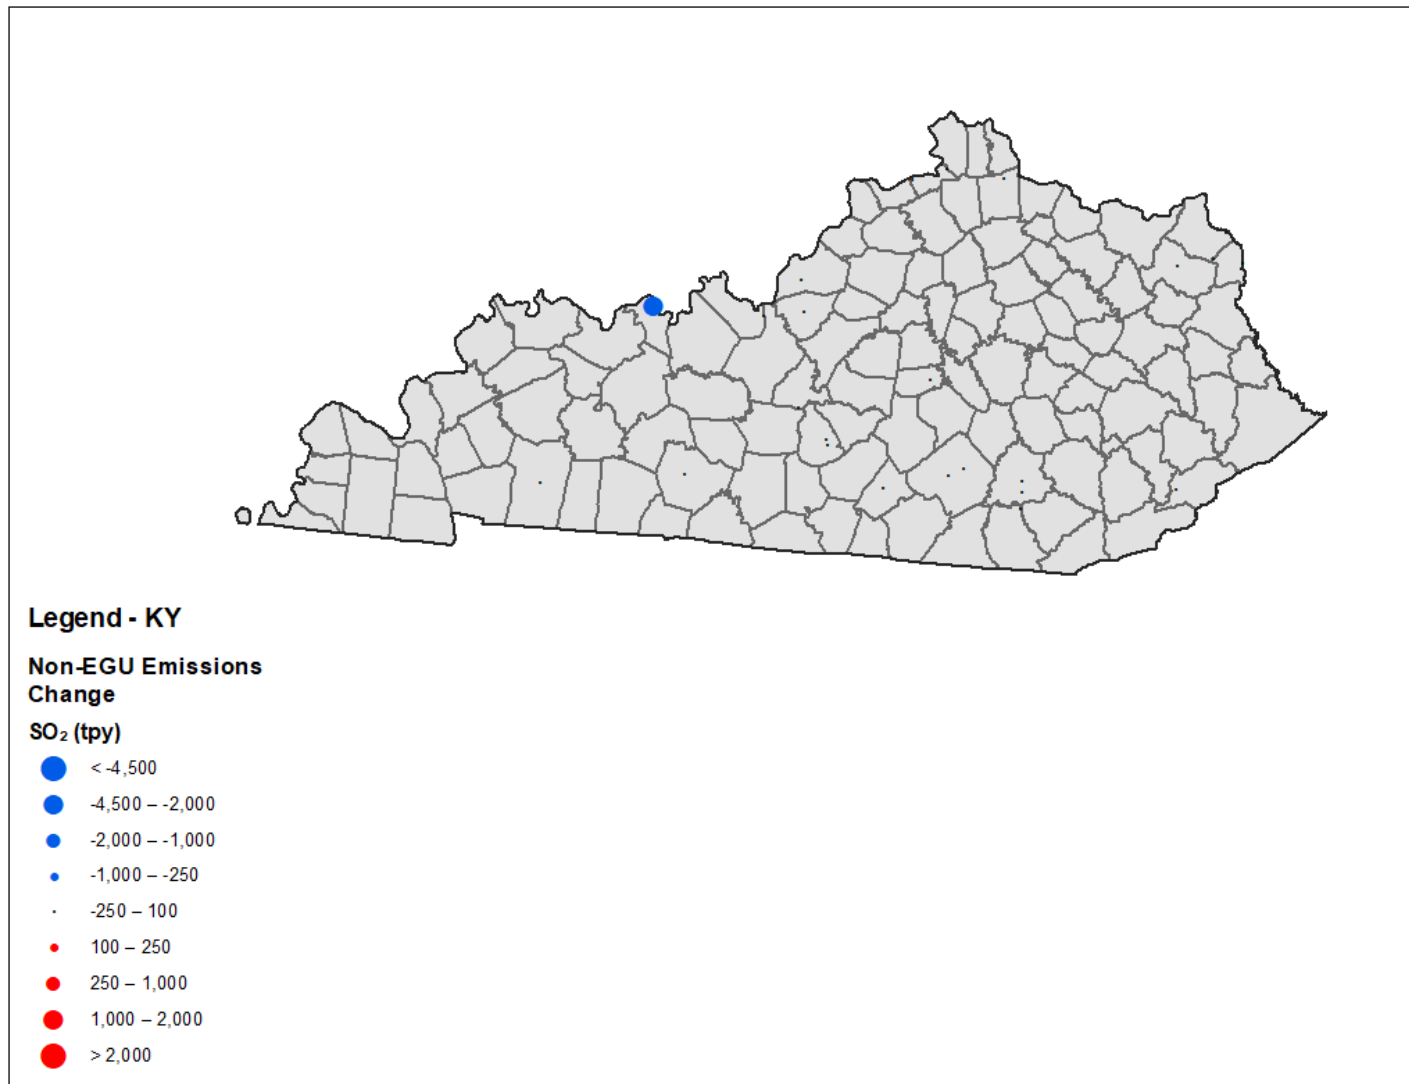 Legend - KY
Non-EGU Emissions
Change
SO₂ (tpy)
< -4,500
-4,500 – -2,000
-2,000 – -1,000
-1,000 – -250
-250 – 100
100 – 250
250 – 1,000
1,000 – 2,000
> 2,000